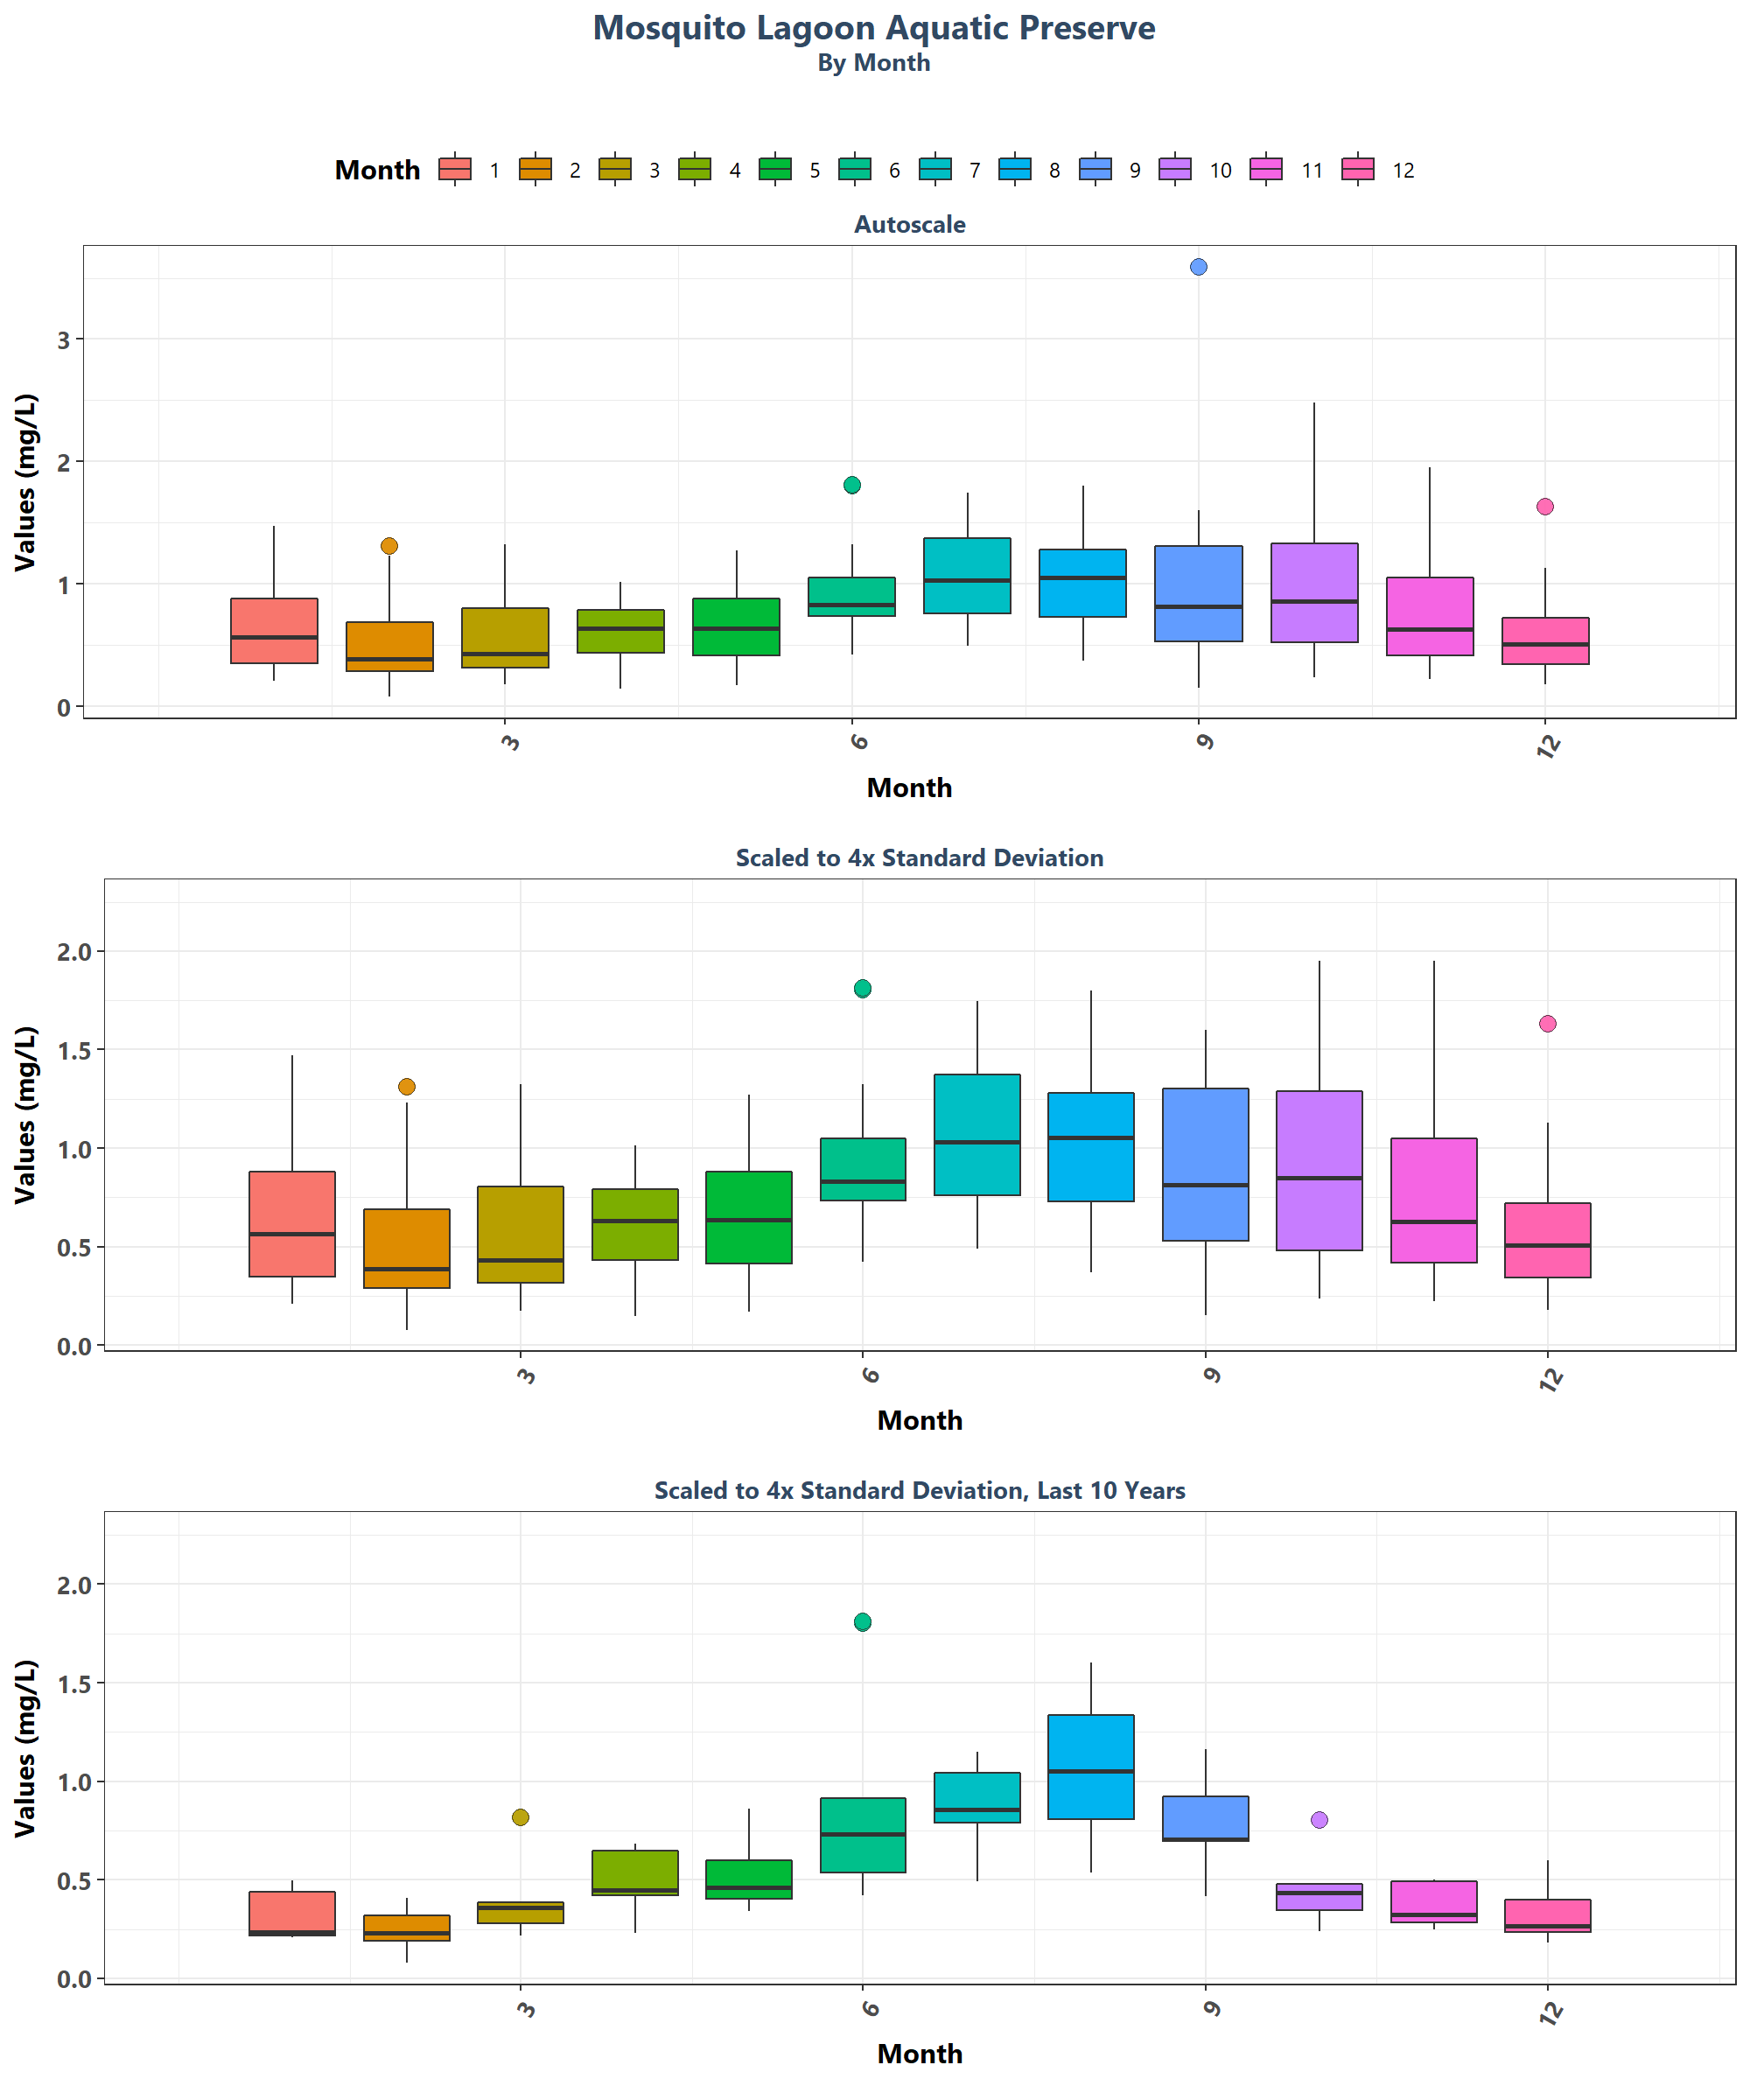 Mosquito Lagoon Aquatic Preserve
By Month
Month 1 2 3 4 5 6 7 8 9 10 11 12
Autoscale
Values (mg/L)
3
2
1
0
3 6 9 12
Month
Scaled to 4x Standard Deviation
Values (mg/L)
2.0
1.5
1.0
0.5
0.0
3 6 9 12
Month
Scaled to 4x Standard Deviation, Last 10 Years
Values (mg/L)
2.0
1.5
1.0
0.5
0.0
3 6 9 12
Month